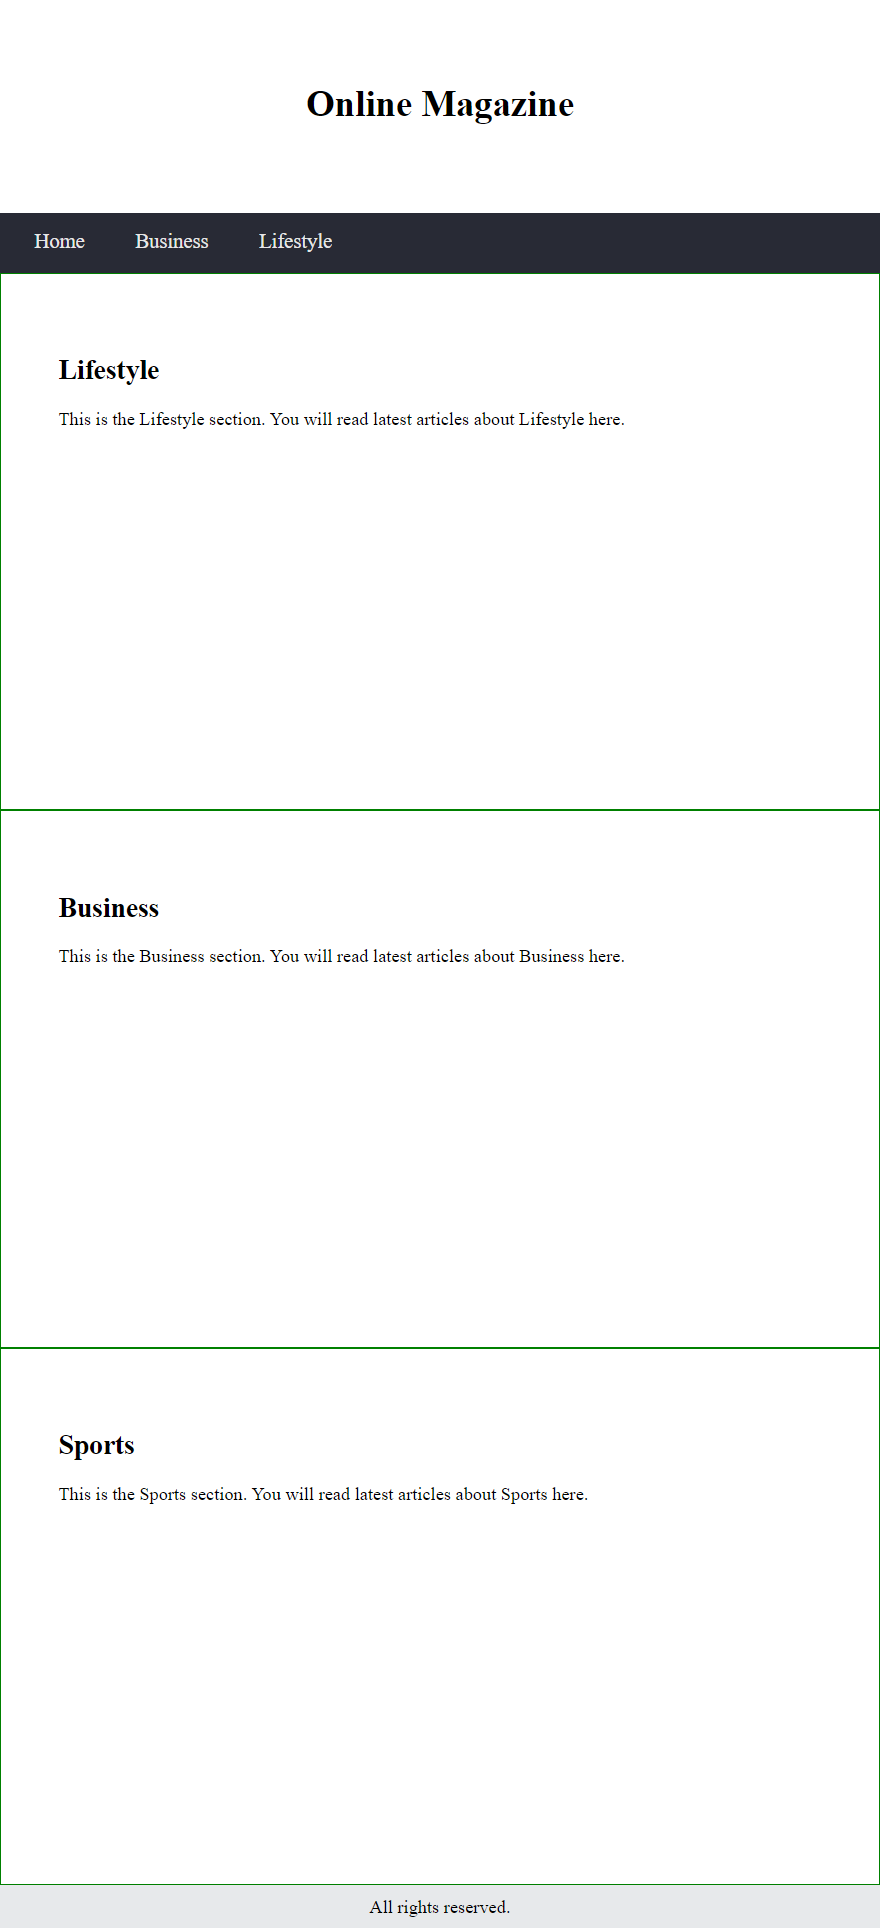 Online Magazine
Home Business Lifestyle
Lifestyle
This is the Lifestyle section. You will read latest articles about Lifestyle here.
Business
This is the Business section. You will read latest articles about Business here.
Sports
This is the Sports section. You will read latest articles about Sports here.
All rights reserved.